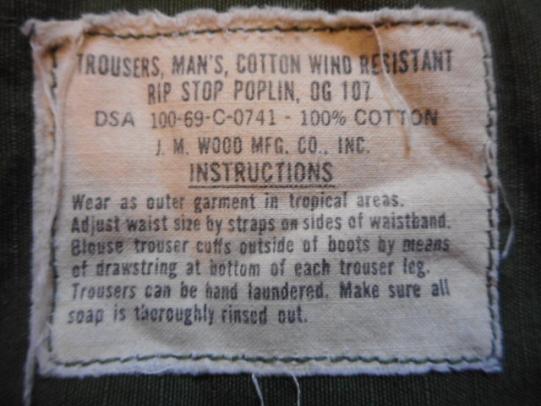 TROUSERS, MAN'S, COTTON WIND RESISTANT
RIP STOP POPLIN, OG 107
DSA 100-69-C-0741 - 100% COTTON
J. M. WOOD MFG. CO., INC.
INSTRUCTIONS
Wear as outer garment in tropical areas.
Adjust waist size by straps on sides of waistband.
Blouse trouser cuffs outside of boots by means
of drawstring at bottom of each trouser leg.
Trousers can be hand laundered. Make sure all
soap is thoroughly rinsed out.